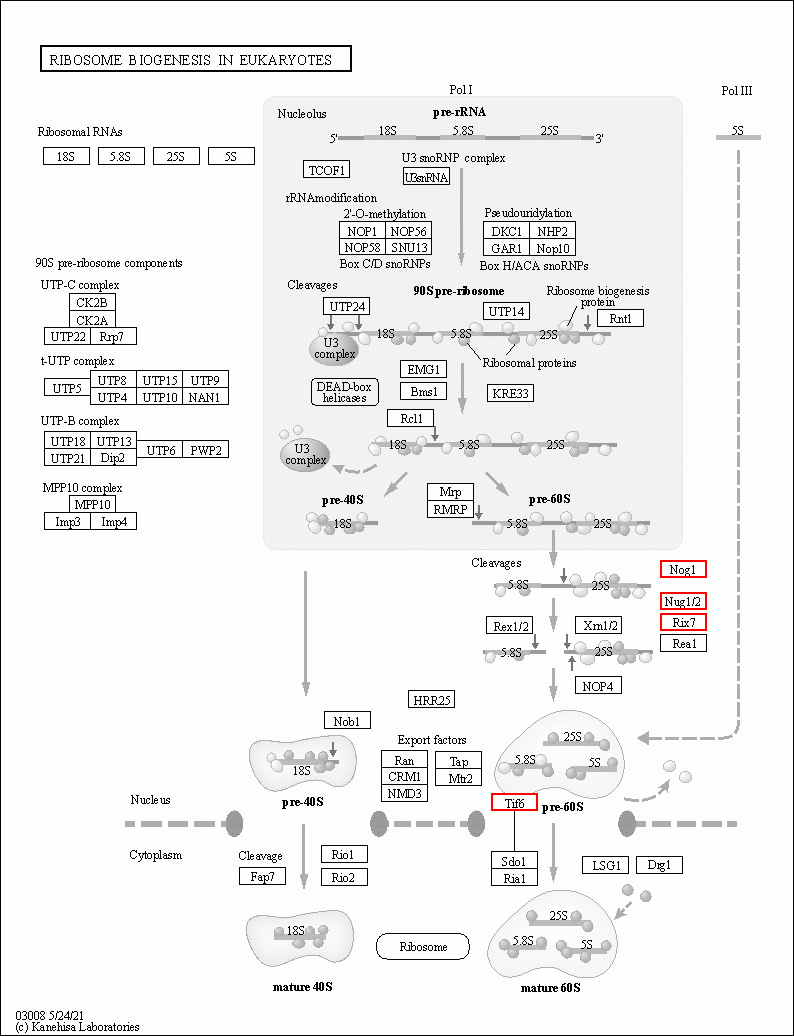 RIBOSOME BIOGENESIS IN EUKARYOTES
Pol I
Pol III
Nucleolus
pre-rRNA
5'
18S
5.8S
25S
3'
5S
Ribosomal RNAs
18S
5.8S
25S
5S
U3 snoRNP complex
TCOF1
U3snRNA
rRNAmodification
2'-O-methylation
NOP1
NOP56
NOP58
SNU13
Box C/D snoRNPs
Pseudouridylation
DKC1
NHP2
GAR1
Nop10
Box H/ACA snoRNPs
90S pre-ribosome components
UTP-C complex
CK2B
CK2A
UTP22
Rrp7
t-UTP complex
UTP5
UTP8
UTP15
UTP9
UTP4
UTP10
NAN1
UTP-B complex
UTP18
UTP13
UTP21
Dip2
UTP6
PWP2
MPP10 complex
MPP10
Imp3
Imp4
Cleavages
90S pre-ribosome
Ribosome biogenesis
protein
UTP24
UTP14
Rnt1
18S
5.8S
25S
U3
complex
Ribosomal proteins
EMG1
DEAD-box
helicases
Bms1
KRE33
Rcl1
18S
5.8S
25S
U3
complex
pre-40S
Mrp
RMRP
pre-60S
18S
5.8S
25S
Cleavages
Nog1
5.8S
25S
Nug1/2
Rix7
Rea1
Rex1/2
Xrn1/2
5.8S
25S
NOP4
HRR25
Nob1
18S
pre-40S
Export factors
Ran
CRM1
NMD3
Tap
Mtr2
25S
5.8S
5S
Tif6
pre-60S
Nucleus
Cytoplasm
Cleavage
Fap7
Rio1
Rio2
Sdo1
Ria1
LSG1
Drg1
18S
mature 40S
Ribosome
25S
5.8S
5S
mature 60S
03008 5/24/21
(c) Kanehisa Laboratories